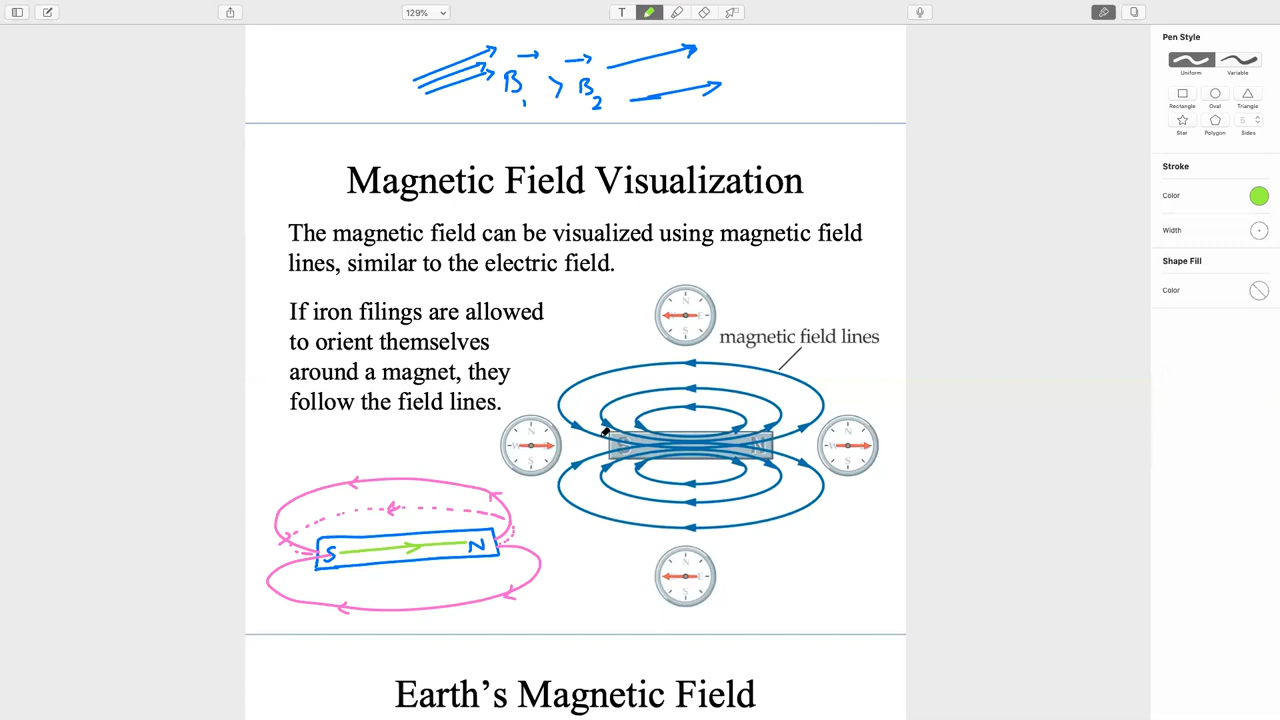 129%
T
Pen Style
Uniform
Variable
Rectangle
Oval
Triangle
Star
Polygon
5
Sides
Stroke
Color
Width
Shape Fill
Color
B₁ > B₂
Magnetic Field Visualization
The magnetic field can be visualized using magnetic field
lines, similar to the electric field.
If iron filings are allowed
to orient themselves
around a magnet, they
follow the field lines.
N
E
S
magnetic field lines
N
W
S
S
N
N
W
S
S
N
N
E
S
Earth’s Magnetic Field